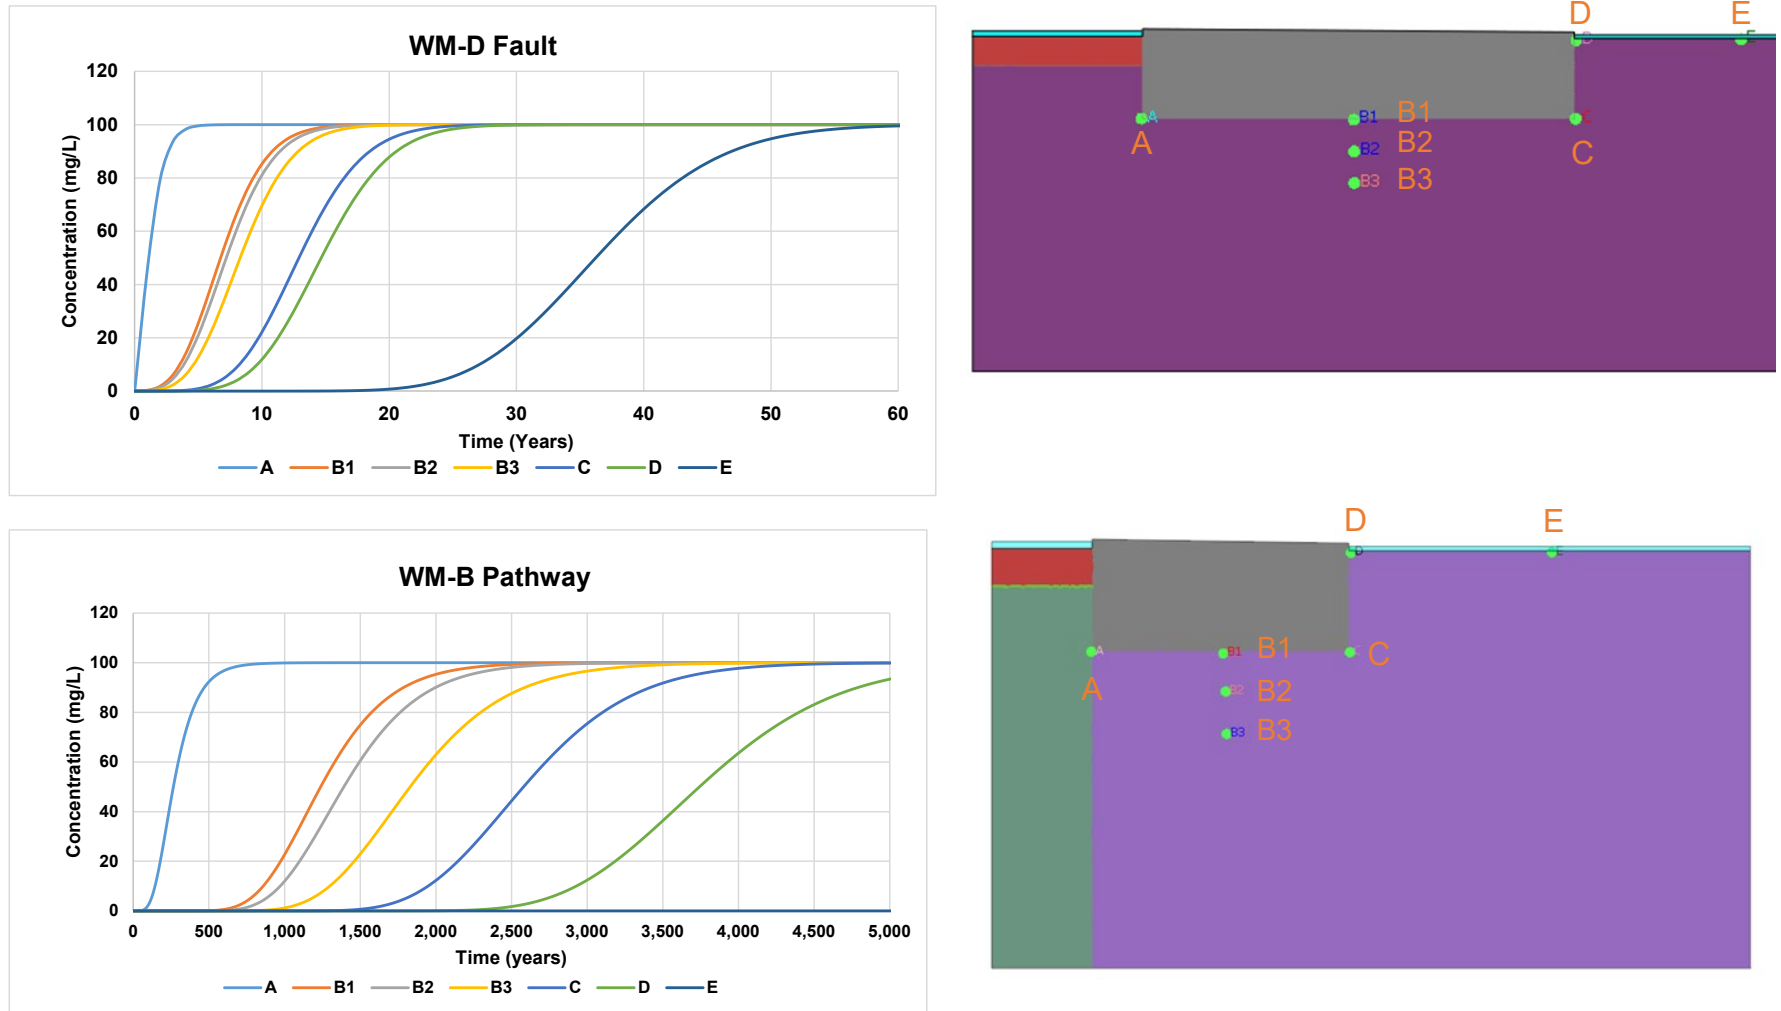 WM-D Fault
120
100
80
60
40
20
0
Concentration (mg/L)
0 10 20 30 40 50 60
Time (Years)
A B1 B2 B3 C D E
D E
D E
A B1 B1 C
A B2 B2 C
B3 B3
WM-B Pathway
120
100
80
60
40
20
0
Concentration (mg/L)
0 500 1,000 1,500 2,000 2,500 3,000 3,500 4,000 4,500 5,000
Time (years)
A B1 B2 B3 C D E
D E
D E
A B1 B1 C
A B2 B2
B3 B3